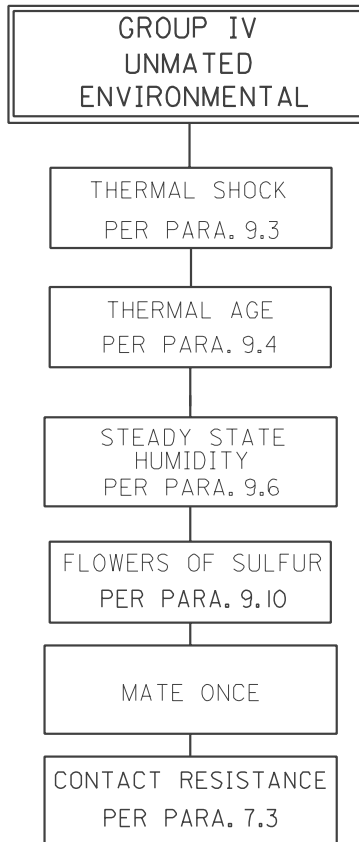 GROUP IV
UNMATED
ENVIRONMENTAL
THERMAL SHOCK
PER PARA. 9.3
THERMAL AGE
PER PARA. 9.4
STEADY STATE
HUMIDITY
PER PARA. 9.6
FLOWERS OF SULFUR
PER PARA. 9.10
MATE ONCE
CONTACT RESISTANCE
PER PARA. 7.3